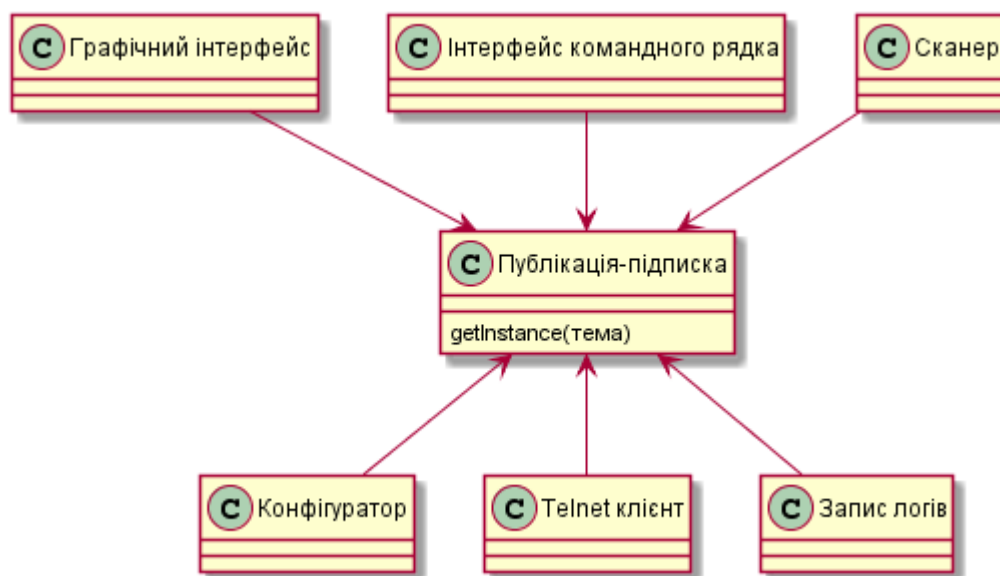 C Графічний інтерфейс
C Інтерфейс командного рядка
C Сканер
C Публікація-підписка
getInstance(тема)
C Конфігуратор
C Telnet клієнт
C Запис логів